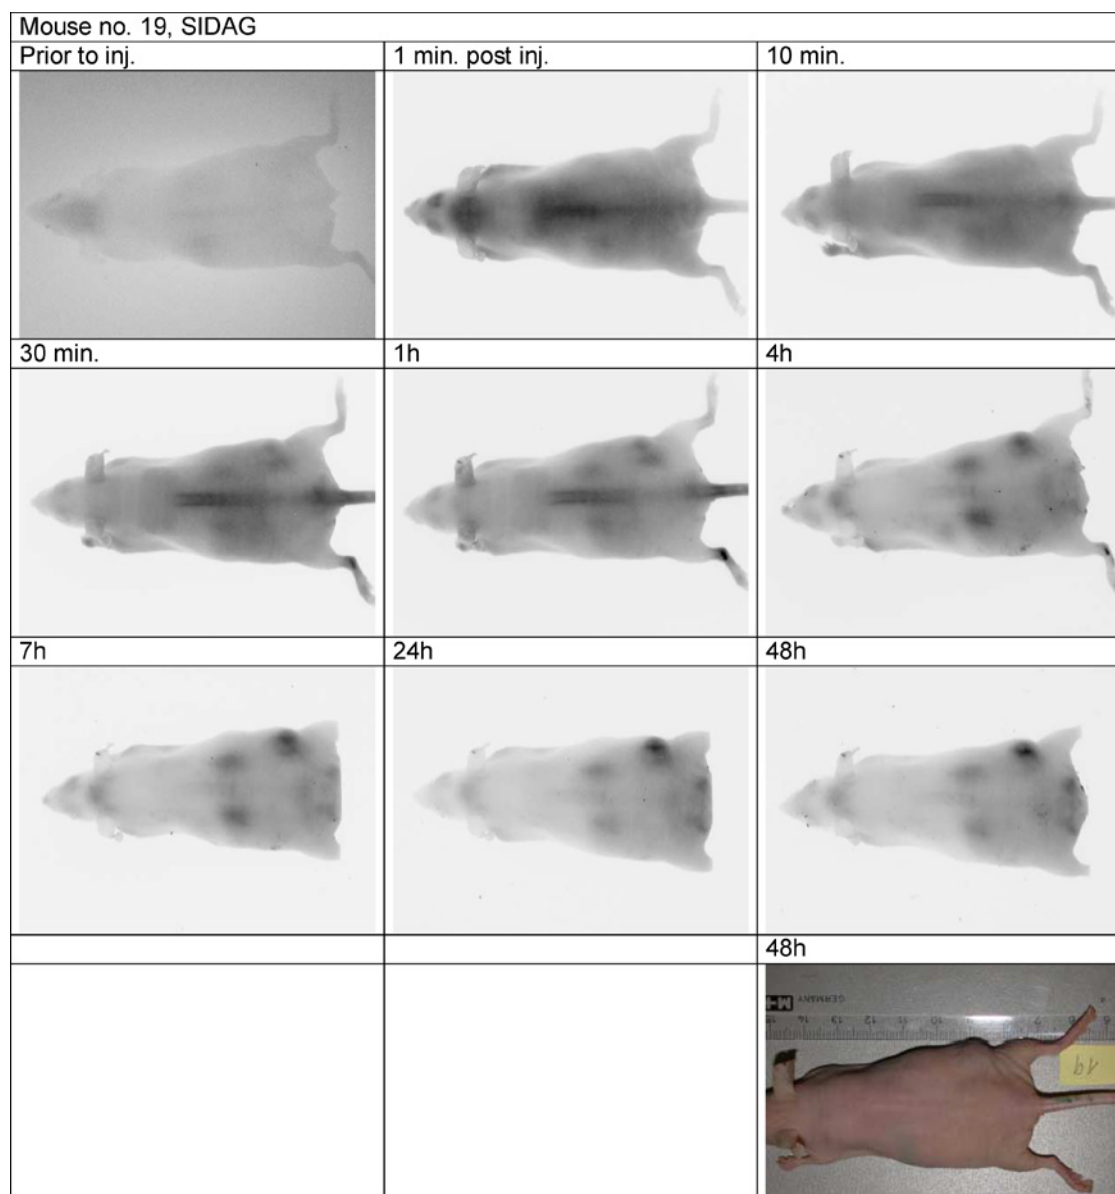 Mouse no. 19, SIDAG
Prior to inj.
1 min. post inj.
10 min.
30 min.
1h
4h
7h
24h
48h
48h
GERMANY
19